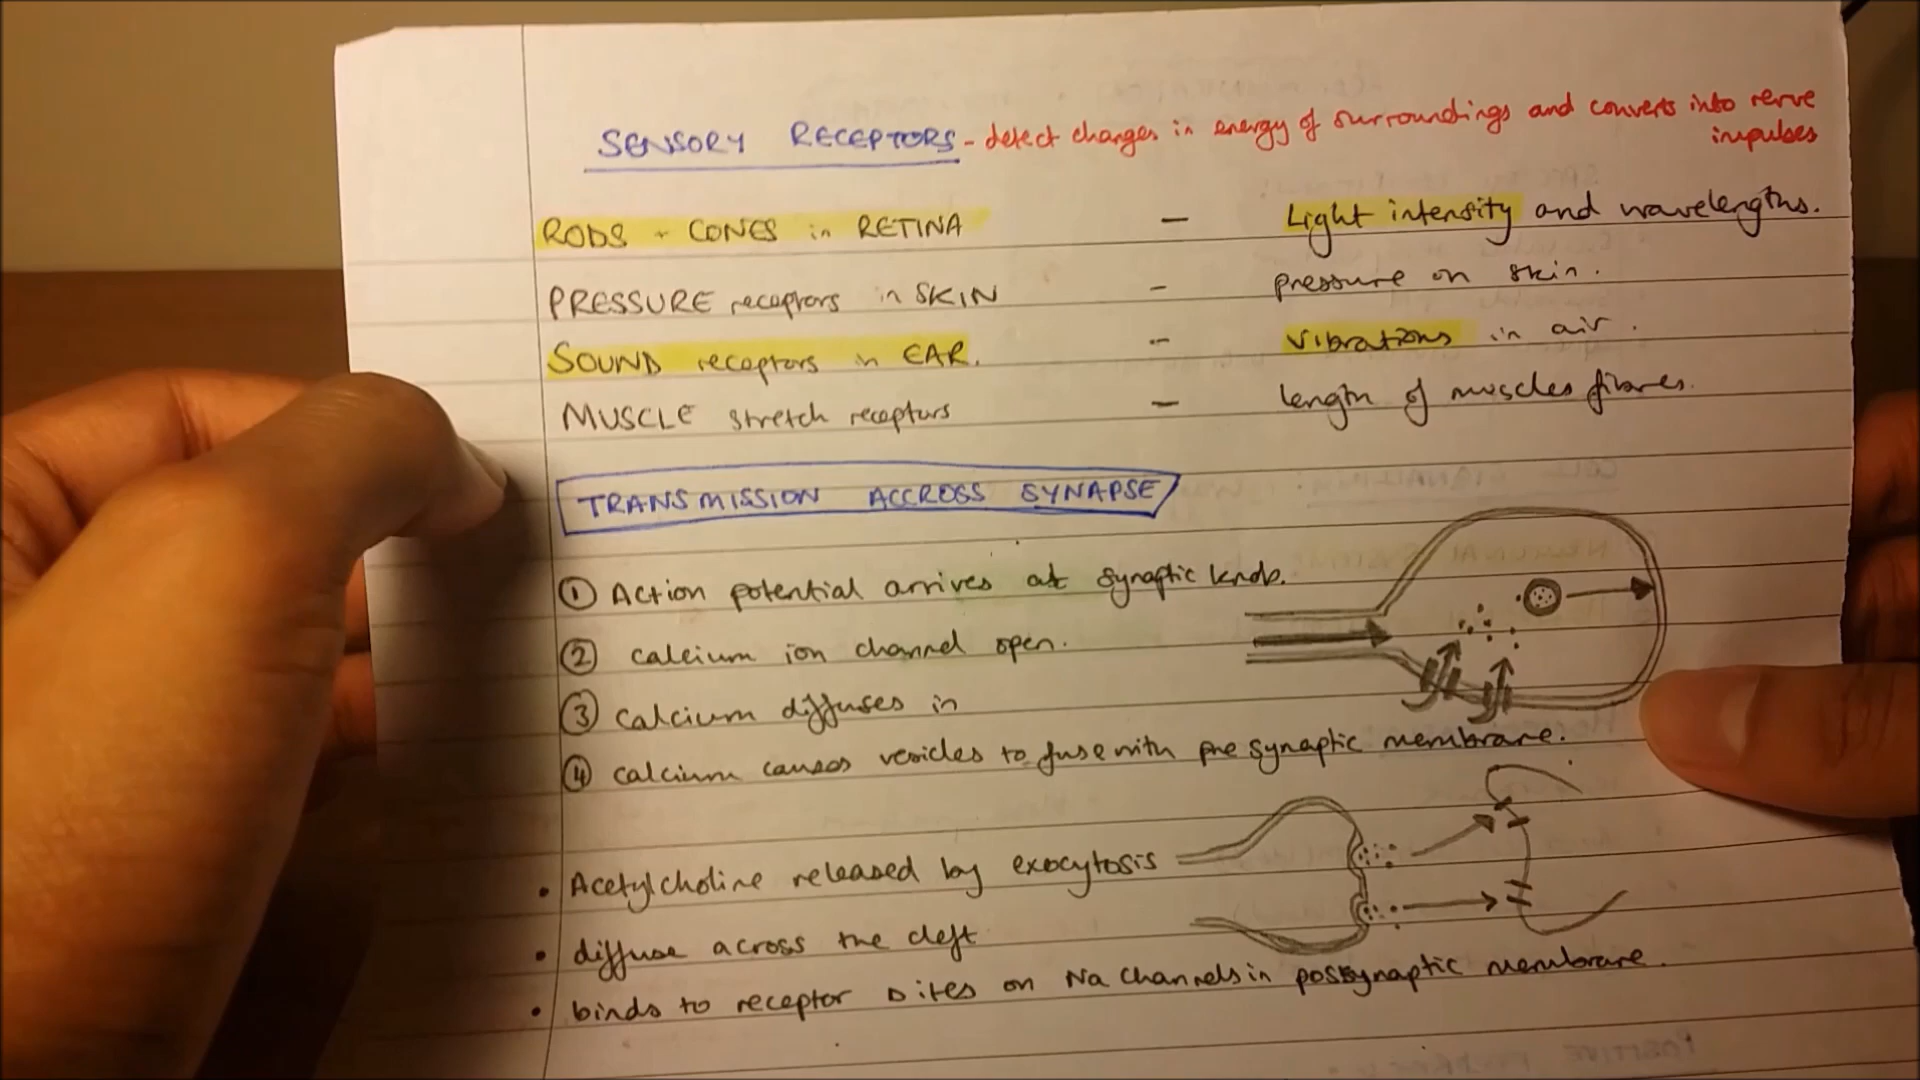 SENSORY RECEPTORS - detect changes in energy of surroundings and converts into nerve
impulses
RODS + CONES in RETINA - Light intensity and wavelengths.
PRESSURE receptors in SKIN - pressure on skin.
SOUND receptors in EAR. - vibrations in air.
MUSCLE stretch receptors - length of muscles fibres.
TRANSMISSION ACCROSS SYNAPSE
① Action potential arrives at synaptic knob.
② calcium ion channel open.
③ calcium diffuses in
④ calcium causes vesicles to fuse with pre synaptic membrane.
• Acetylcholine released by exocytosis
• diffuse across the cleft
• binds to receptor sites on Na channels in possynaptic membrane.